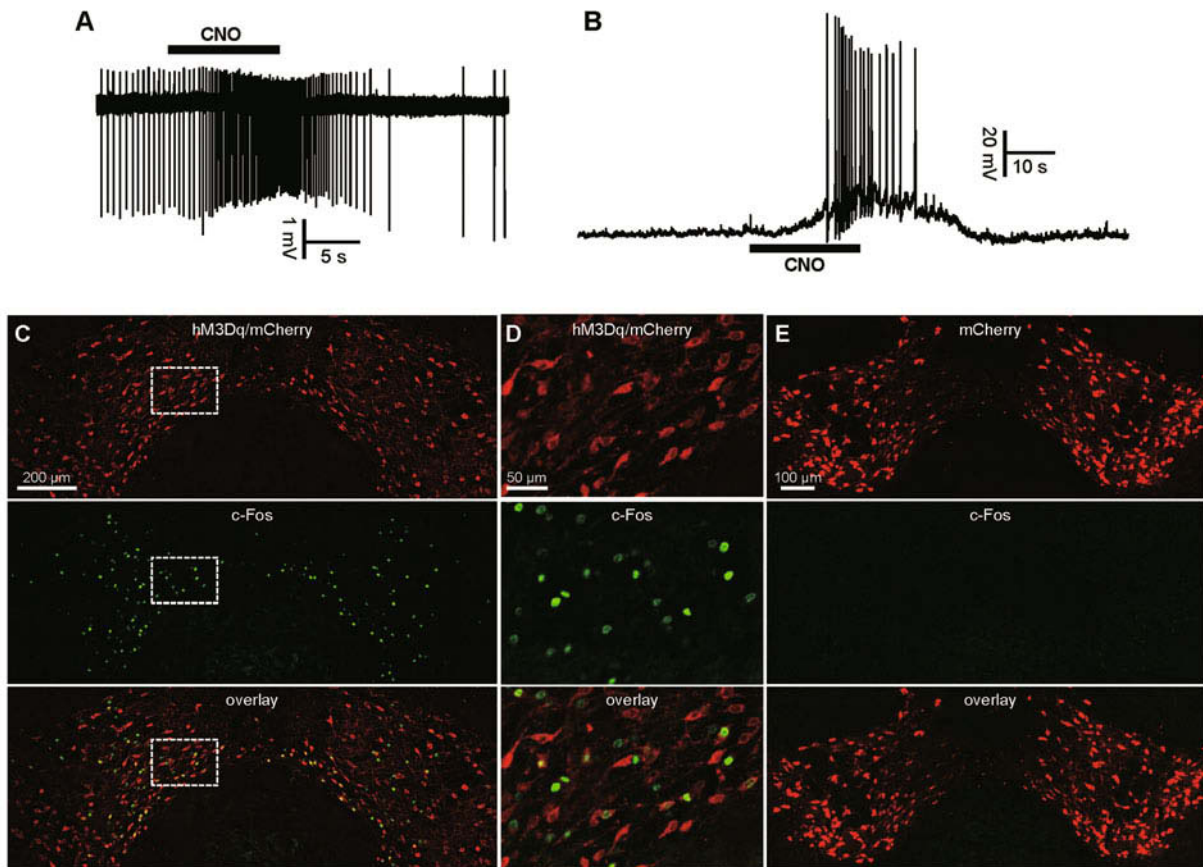 A
CNO
1 mV
5 s
B
20 mV
10 s
CNO
C
hM3Dq/mCherry
200 µm
c-Fos
overlay
D
hM3Dq/mCherry
50 µm
c-Fos
overlay
E
mCherry
100 µm
c-Fos
overlay